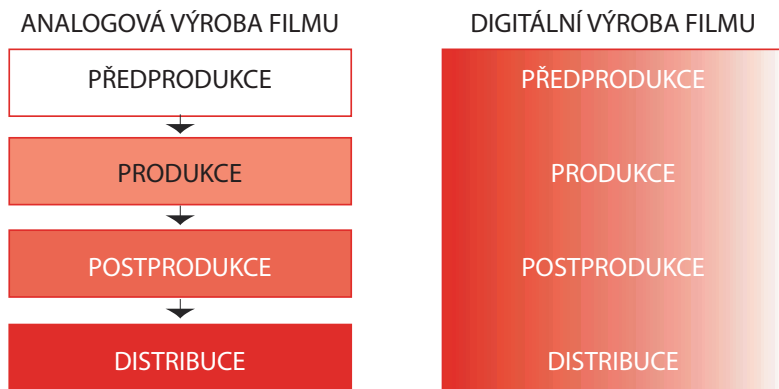 ANALOGOVÁ VÝROBA FILMU
PŘEDPRODUKCE
PRODUKCE
POSTPRODUKCE
DISTRIBUCE
DIGITÁLNÍ VÝROBA FILMU
PŘEDPRODUKCE
PRODUKCE
POSTPRODUKCE
DISTRIBUCE